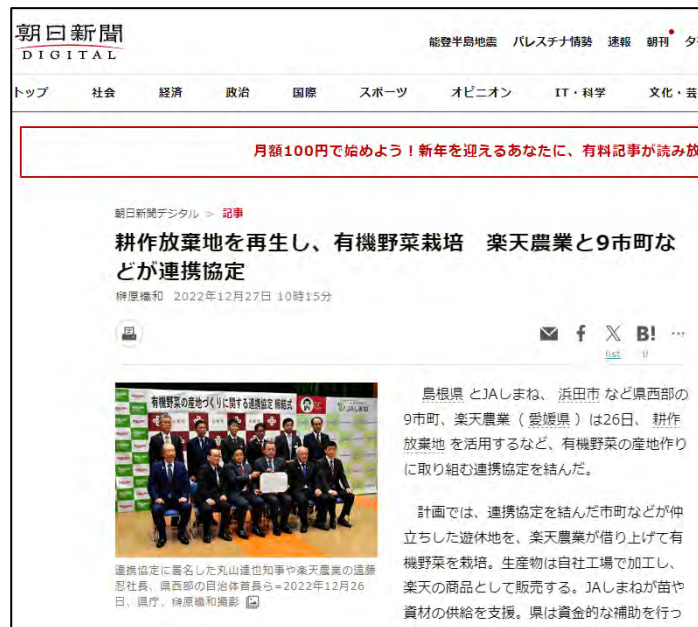 朝日新聞
DIGITAL
能登半島地震 パレスチナ情勢 速報 朝刊
トップ 社会 経済 政治 国際 スポーツ オピニオン IT・科学 文化・芸
月額100円で始めよう！新年を迎えるあなたに、有料記事が読み放
朝日新聞デジタル > 記事
耕作放棄地を再生し、有機野菜栽培 楽天農業と9市町な
どが連携協定
榊原織和 2022年12月27日 10時15分
list
有機野菜の産地づくりに関する連携協定 締結式
JAしまね
島根県 とJAしまね、 浜田市 など県西部の
9市町、楽天農業（ 愛媛県 ）は26日、 耕作
放棄地 を活用するなど、有機野菜の産地作り
に取り組む連携協定を結んだ。
計画では、連携協定を結んだ市町などが仲
立ちした遊休地を、楽天農業が借り上げて有
機野菜を栽培。生産物は自社工場で加工し、
楽天の商品として販売する。JAしまねが苗や
資材の供給を支援。県は資金的な補助を行っ
連携協定に署名した丸山達也知事や楽天農業の遠藤
忍社長、県西部の自治体首長ら=2022年12月26
日、県庁、榊原織和撮影